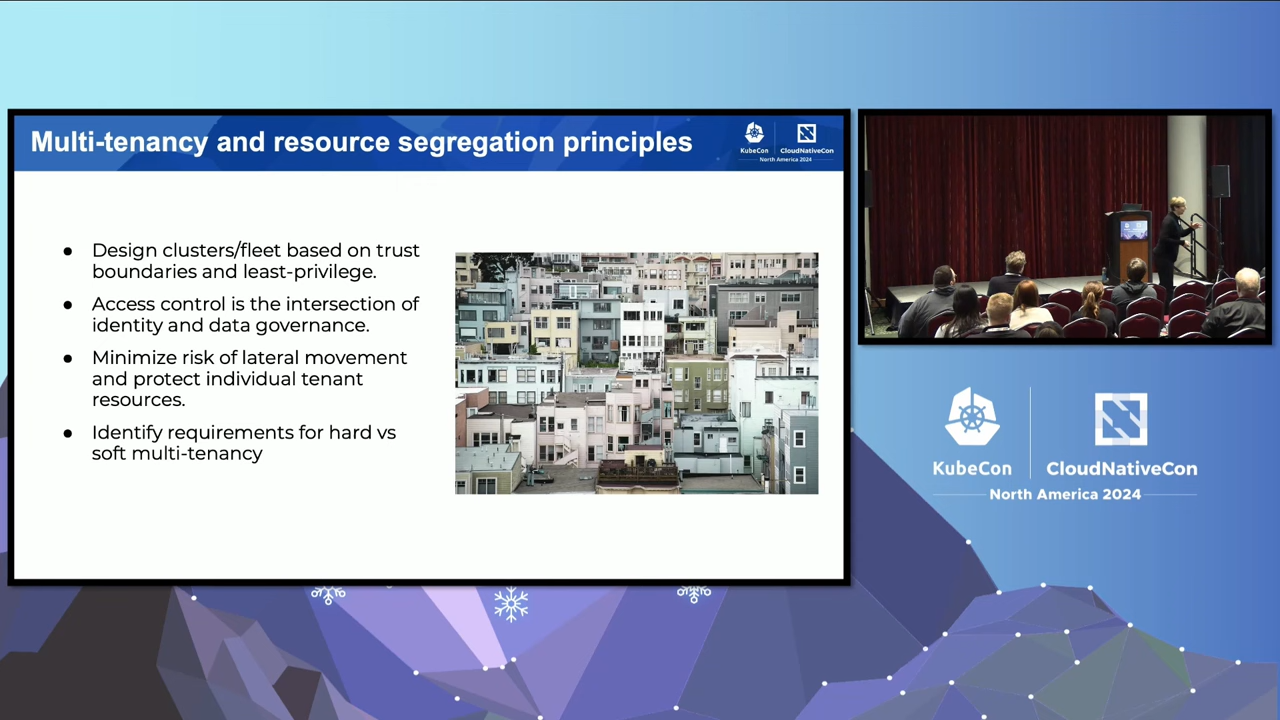 Multi-tenancy and resource segregation principles
KubeCon
CloudNativeCon
North America 2024
● Design clusters/fleet based on trust
boundaries and least-privilege.
● Access control is the intersection of
identity and data governance.
● Minimize risk of lateral movement
and protect individual tenant
resources.
● Identify requirements for hard vs
soft multi-tenancy
KubeCon
CloudNativeCon
North America 2024